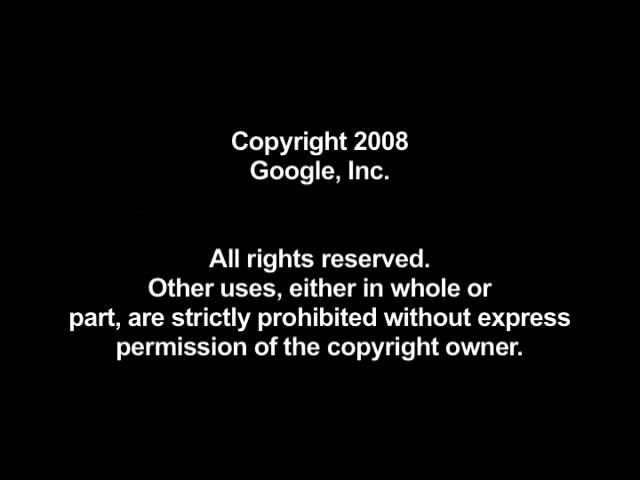 Copyright 2008
Google, Inc.
All rights reserved.
Other uses, either in whole or
part, are strictly prohibited without express
permission of the copyright owner.